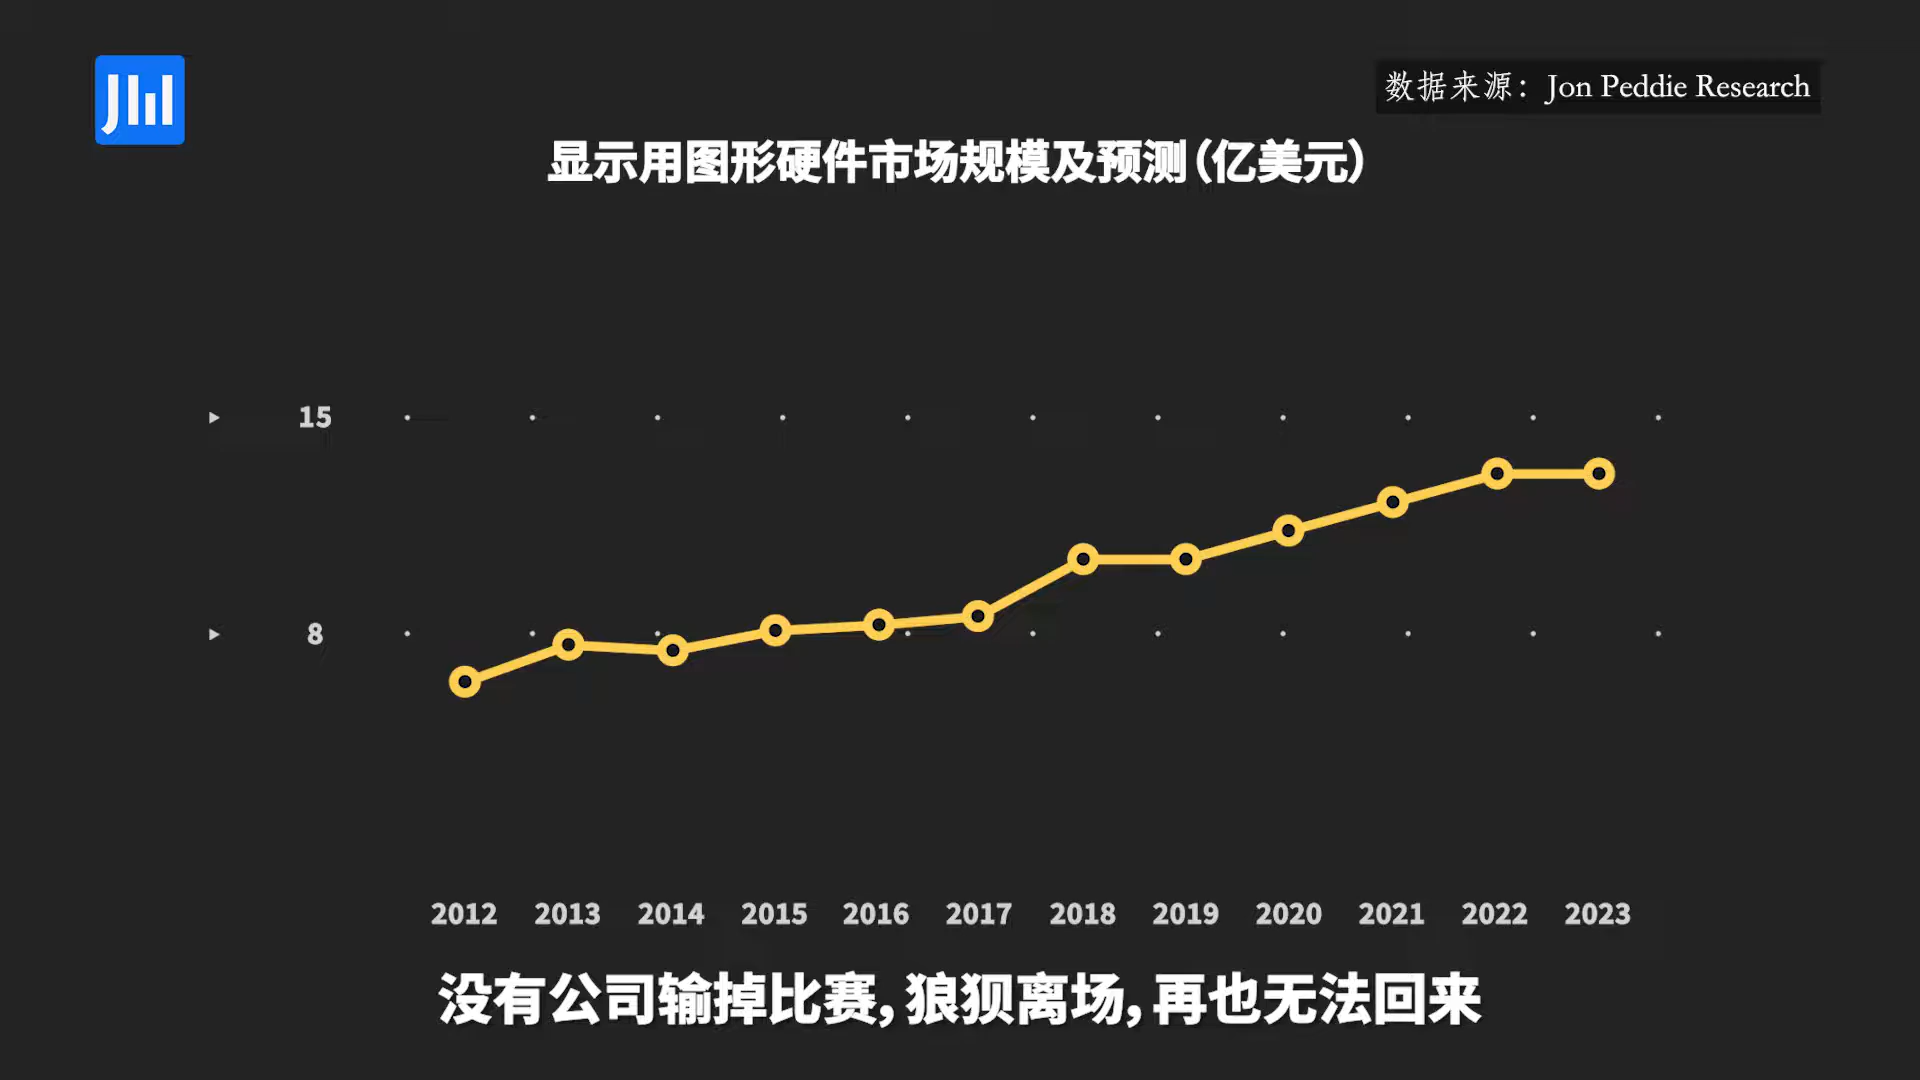 JW
数据来源：Jon Peddie Research
显示用图形硬件市场规模及预测（亿美元）
15
8
2012 2013 2014 2015 2016 2017 2018 2019 2020 2021 2022 2023
没有公司输掉比赛，狼狈离场，再也无法回来